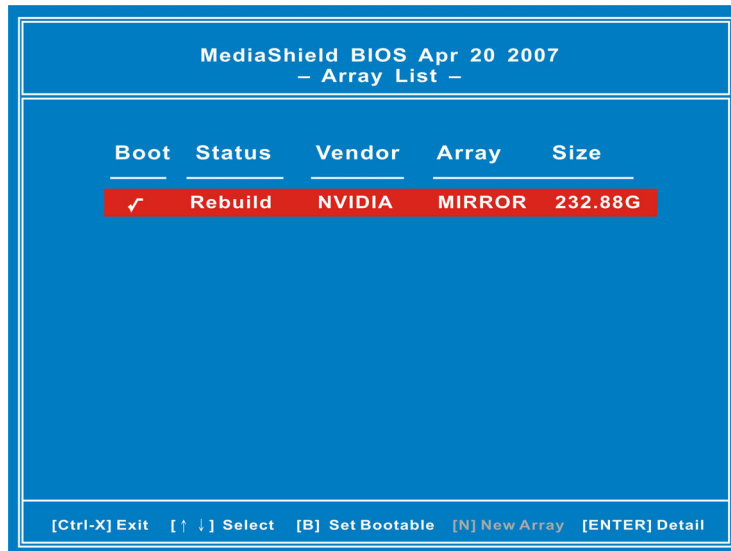 MediaShield BIOS Apr 20 2007
– Array List –
Boot Status Vendor Array Size
√ Rebuild NVIDIA MIRROR 232.88G
[Ctrl-X] Exit [↑ ↓] Select [B] Set Bootable [N] New Array [ENTER] Detail